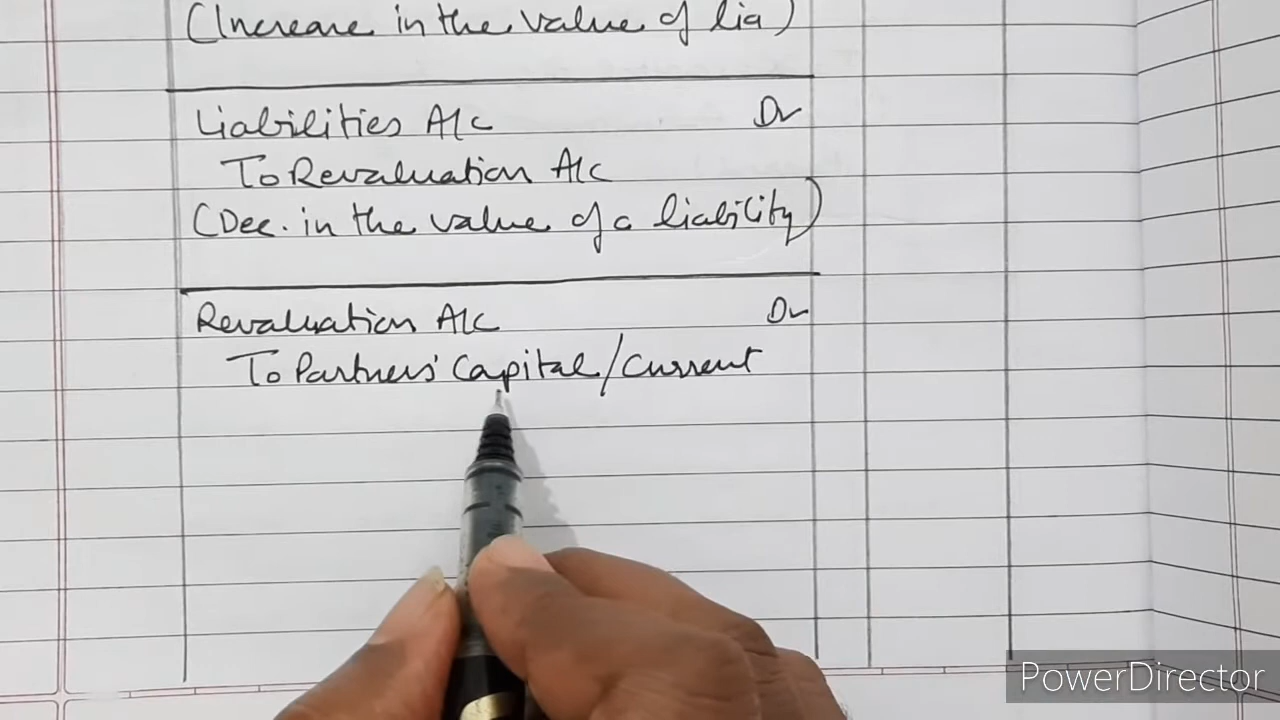 (Increase in the value of lia)
Liabilities A/c Dr
To Revaluation A/c
(Dec. in the value of a liability)
Revaluation A/c Dr
To Partners' Capital/Current
PowerDirector